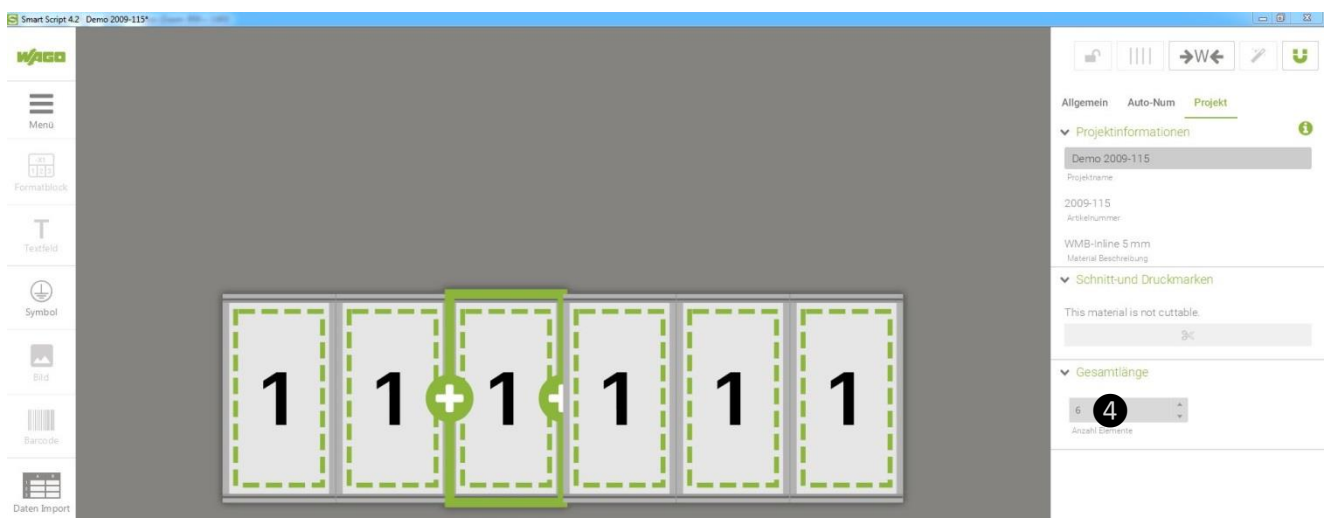 Smart Script 4.2 Demo 2009-115*
WAGO
Menü
Formatblock
Textfeld
Symbol
Bild
Barcode
Daten Import
1 1 1 1 1 1
→W←
Allgemein Auto-Num Projekt
Projektinformationen
Demo 2009-115
Projektname
2009-115
Artikelnummer
WMB-Inline 5 mm
Material Beschreibung
Schnitt-und Druckmarken
This material is not cuttable.
Gesamtlänge
6 4
Anzahl Elemente